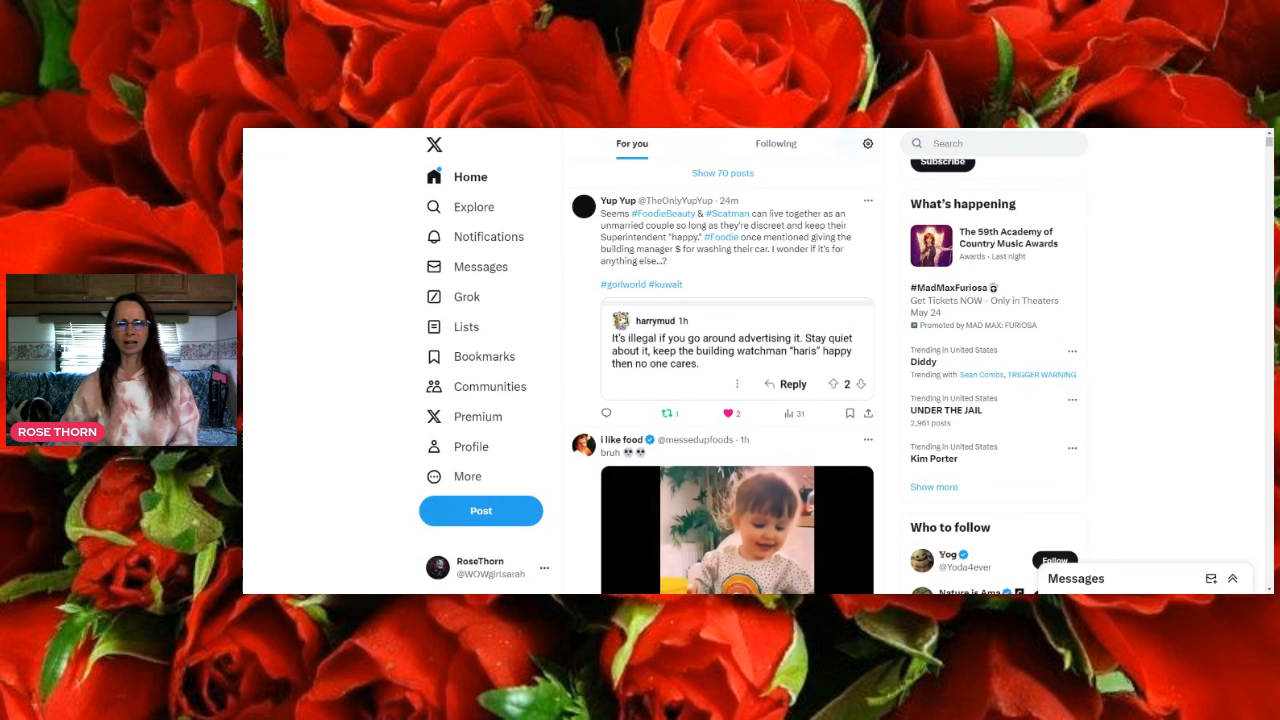 For you
Following
Search
Show 70 posts
Subscribe
Home
Explore
Notifications
Messages
Grok
Lists
Bookmarks
Communities
Premium
Profile
More
Post
RoseThorn
@WOWgirlsarah
ROSE THORN
Yup Yup @TheOnlyYupYup · 24m
Seems #FoodieBeauty & #Scatman can live together as an
unmarried couple so long as they're discreet and keep their
Superintendent "happy." #Foodie once mentioned giving the
building manager $ for washing their car. I wonder if it's for
anything else...?
#gorlworld #kuwait
harrymud 1h
It's illegal if you go around advertising it. Stay quiet
about it, keep the building watchman "haris" happy
then no one cares.
Reply
2
1
2
31
i like food @messedupfoods · 1h
bruh 💀💀
What's happening
The 59th Academy of
Country Music Awards
Awards · Last night
#MadMaxFuriosa
Get Tickets NOW - Only in Theaters
May 24
Promoted by MAD MAX: FURIOSA
Trending in United States
Diddy
Trending with Sean Combs, TRIGGER WARNING
Trending in United States
UNDER THE JAIL
2,961 posts
Trending in United States
Kim Porter
Show more
Who to follow
Yog
@Yoda4ever
Follow
Nature is Ama
Messages